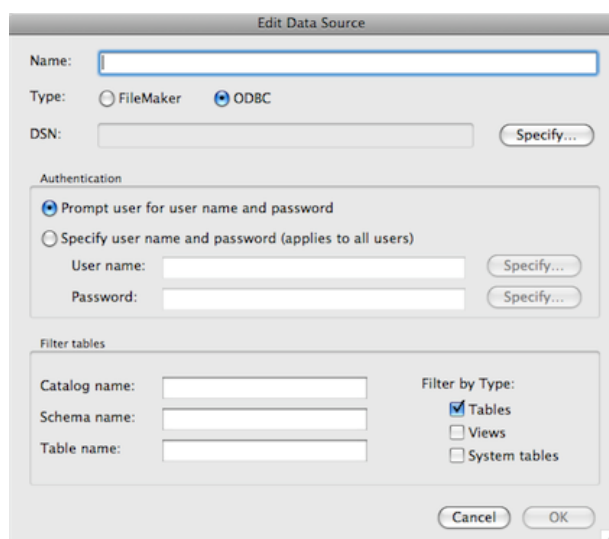 Edit Data Source
Name:
Type: FileMaker ODBC
DSN: Specify...
Authentication
Prompt user for user name and password
Specify user name and password (applies to all users)
User name: Specify...
Password: Specify...
Filter tables
Catalog name: Filter by Type:
Tables
Schema name:
Views
Table name:
System tables
Cancel OK